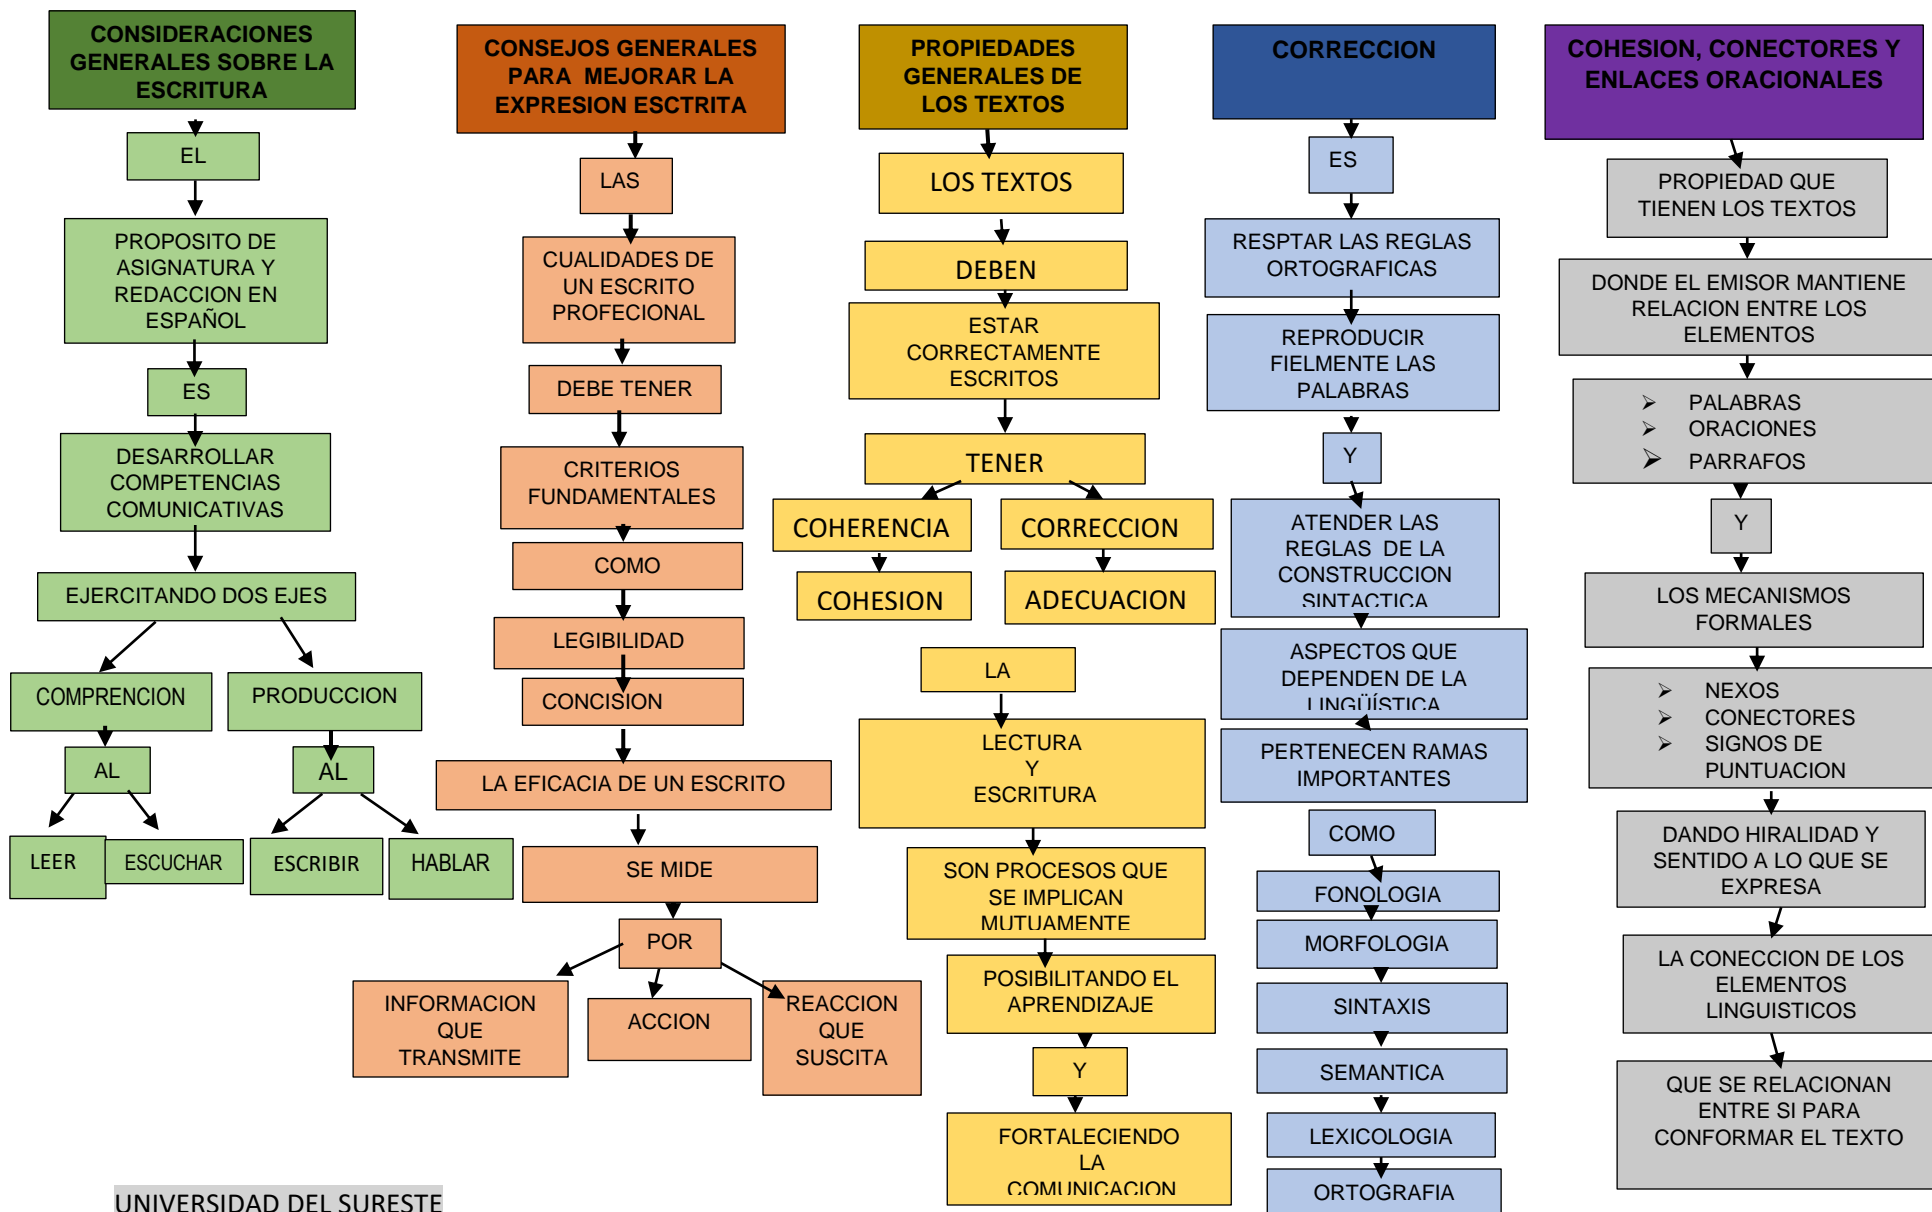 CONSIDERACIONES
GENERALES SOBRE LA
ESCRITURA
EL
PROPOSITO DE
ASIGNATURA Y
REDACCION EN
ESPAÑOL
ES
DESARROLLAR
COMPETENCIAS
COMUNICATIVAS
EJERCITANDO DOS EJES
COMPRENCION
PRODUCCION
AL
AL
LEER
ESCUCHAR
ESCRIBIR
HABLAR
CONSEJOS GENERALES
PARA MEJORAR LA
EXPRESION ESCTRITA
LAS
CUALIDADES DE
UN ESCRITO
PROFECIONAL
DEBE TENER
CRITERIOS
FUNDAMENTALES
COMO
LEGIBILIDAD
CONCISION
LA EFICACIA DE UN ESCRITO
SE MIDE
POR
INFORMACION
QUE
TRANSMITE
ACCION
REACCION
QUE
SUSCITA
PROPIEDADES
GENERALES DE
LOS TEXTOS
LOS TEXTOS
DEBEN
ESTAR
CORRECTAMENTE
ESCRITOS
TENER
COHERENCIA
CORRECCION
COHESION
ADECUACION
LA
LECTURA
Y
ESCRITURA
SON PROCESOS QUE
SE IMPLICAN
MUTUAMENTE
POSIBILITANDO EL
APRENDIZAJE
Y
FORTALECIENDO
LA
COMUNICACION
CORRECCION
ES
RESPTAR LAS REGLAS
ORTOGRAFICAS
REPRODUCIR
FIELMENTE LAS
PALABRAS
Y
ATENDER LAS
REGLAS DE LA
CONSTRUCCION
SINTACTICA
ASPECTOS QUE
DEPENDEN DE LA
LINGÜÍSTICA
PERTENECEN RAMAS
IMPORTANTES
COMO
FONOLOGIA
MORFOLOGIA
SINTAXIS
SEMANTICA
LEXICOLOGIA
ORTOGRAFIA
COHESION, CONECTORES Y
ENLACES ORACIONALES
PROPIEDAD QUE
TIENEN LOS TEXTOS
DONDE EL EMISOR MANTIENE
RELACION ENTRE LOS
ELEMENTOS
➤ PALABRAS
➤ ORACIONES
➤ PARRAFOS
Y
LOS MECANISMOS
FORMALES
➤ NEXOS
➤ CONECTORES
➤ SIGNOS DE
PUNTUACION
DANDO HIRALIDAD Y
SENTIDO A LO QUE SE
EXPRESA
LA CONECCION DE LOS
ELEMENTOS
LINGUISTICOS
QUE SE RELACIONAN
ENTRE SI PARA
CONFORMAR EL TEXTO
UNIVERSIDAD DEL SURESTE